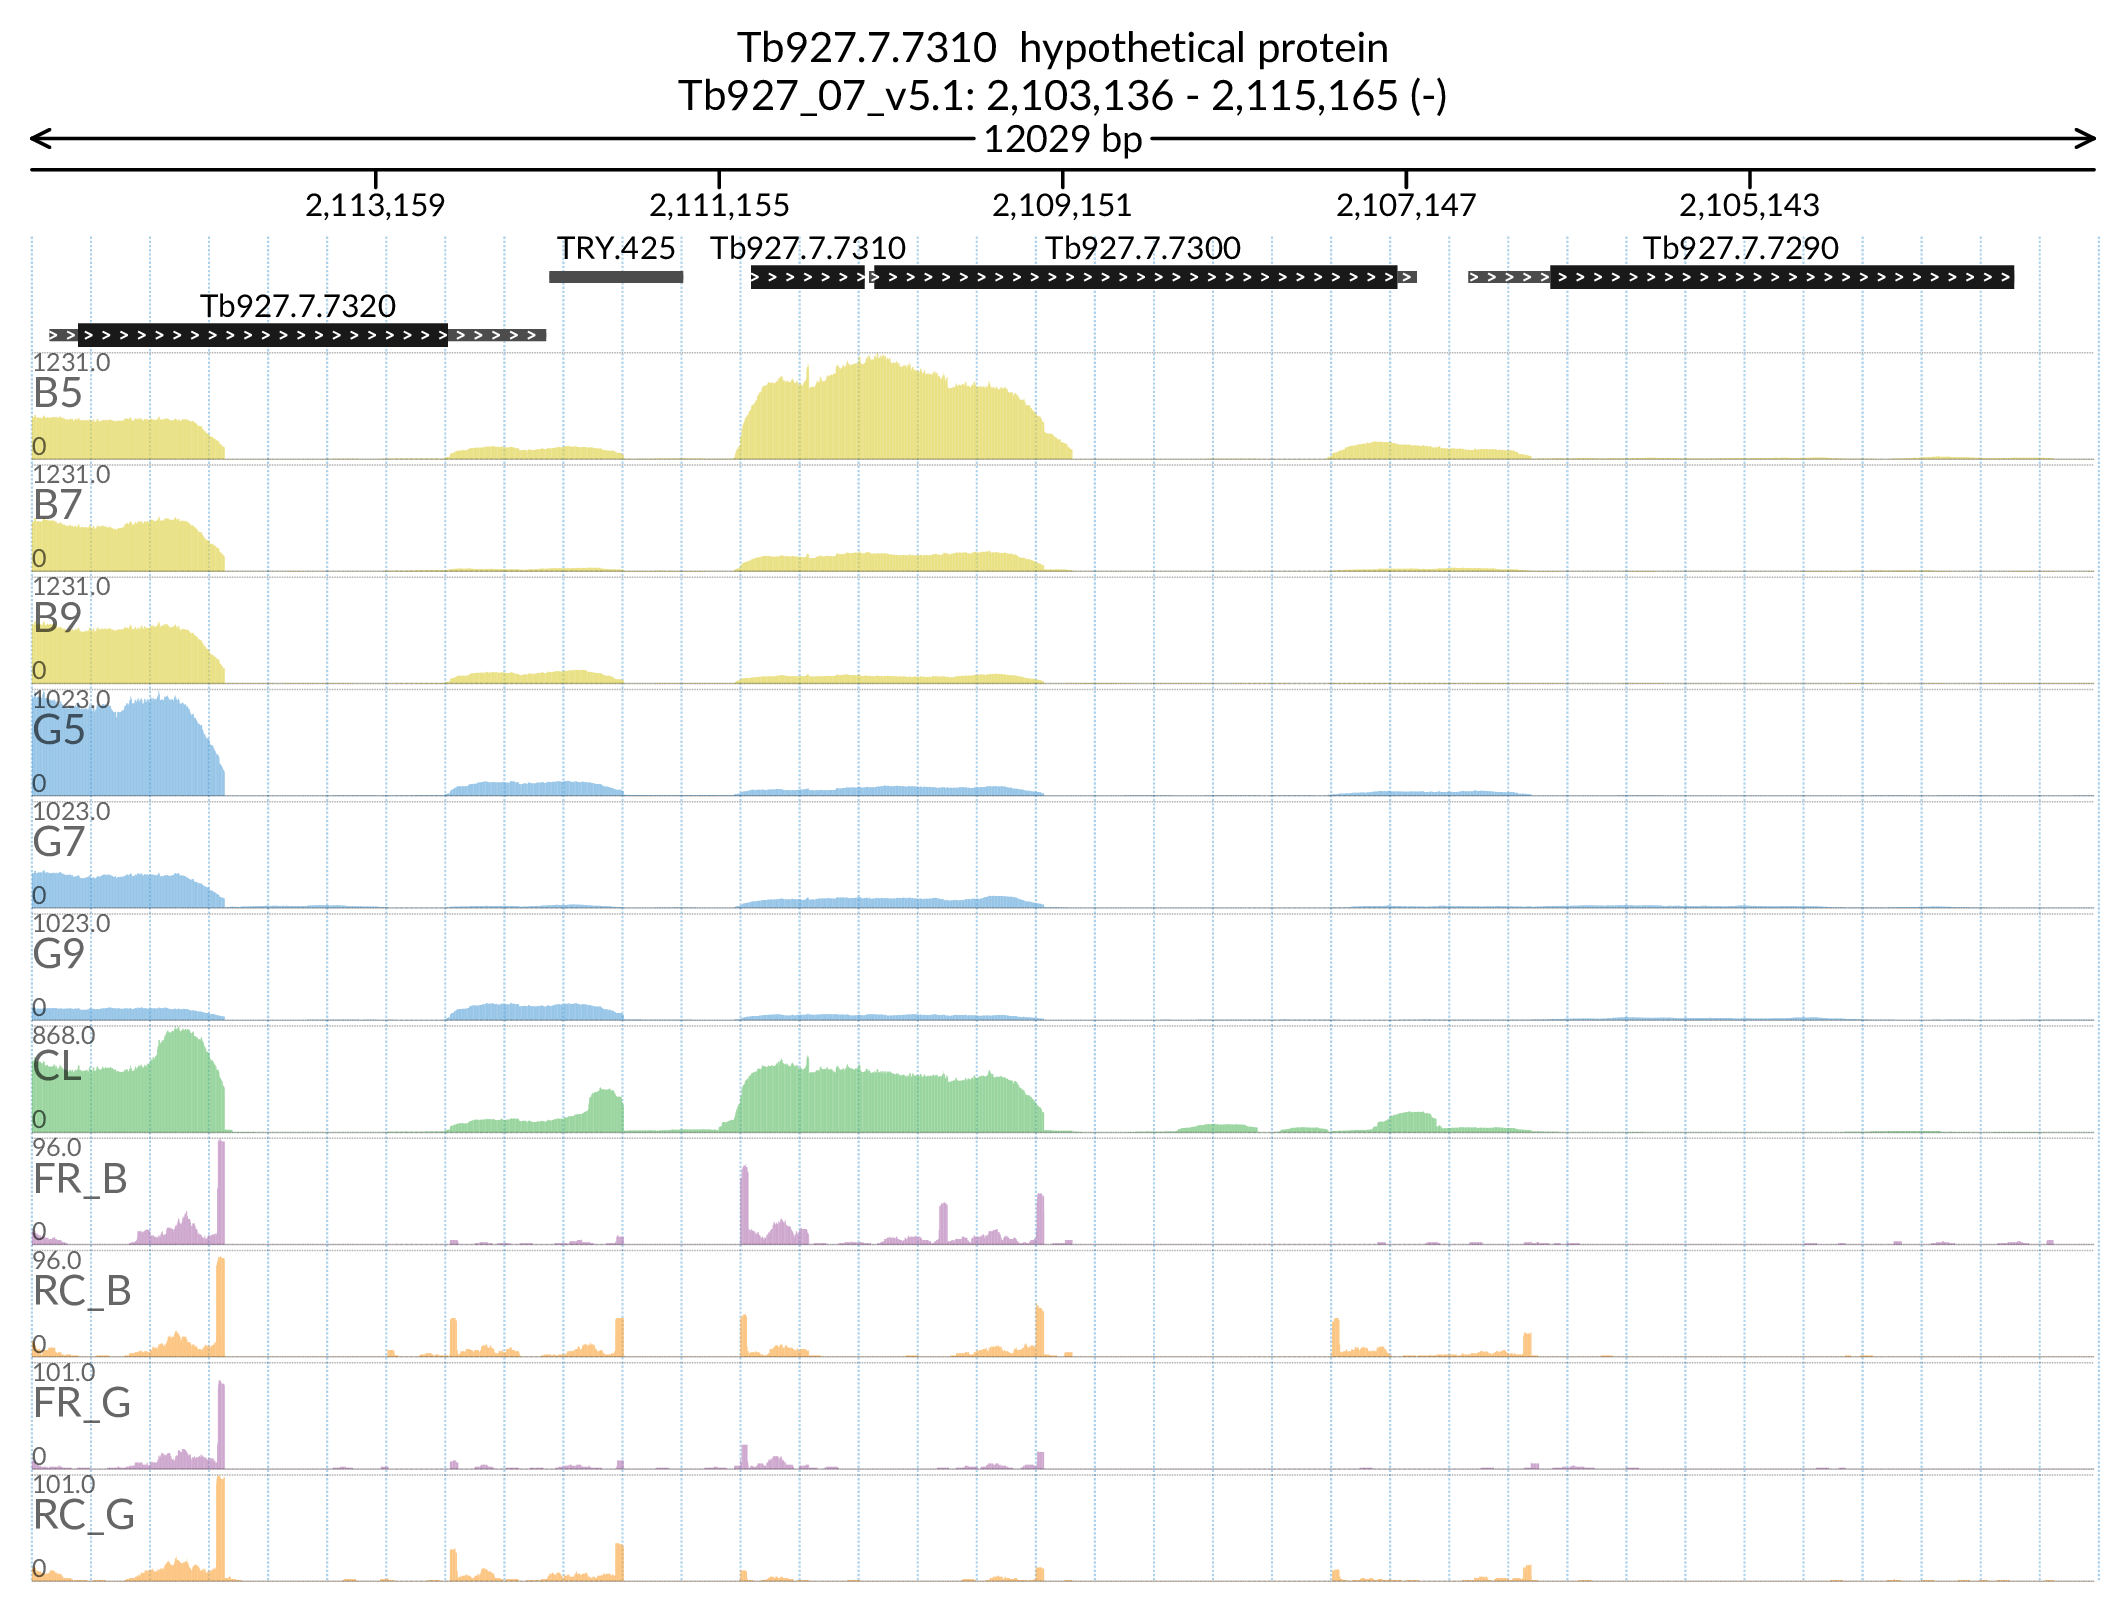 Tb927.7.7310 hypothetical protein
Tb927_07_v5.1: 2,103,136 - 2,115,165 (-)
12029 bp
2,113,159 2,111,155 2,109,151 2,107,147 2,105,143
TRY.425 Tb927.7.7310 Tb927.7.7300 Tb927.7.7290
Tb927.7.7320
1231.0
B5
0
1231.0
B7
0
1231.0
B9
0
1023.0
G5
0
1023.0
G7
0
1023.0
G9
0
868.0
CL
0
96.0
FR_B
0
96.0
RC_B
0
101.0
FR_G
0
101.0
RC_G
0